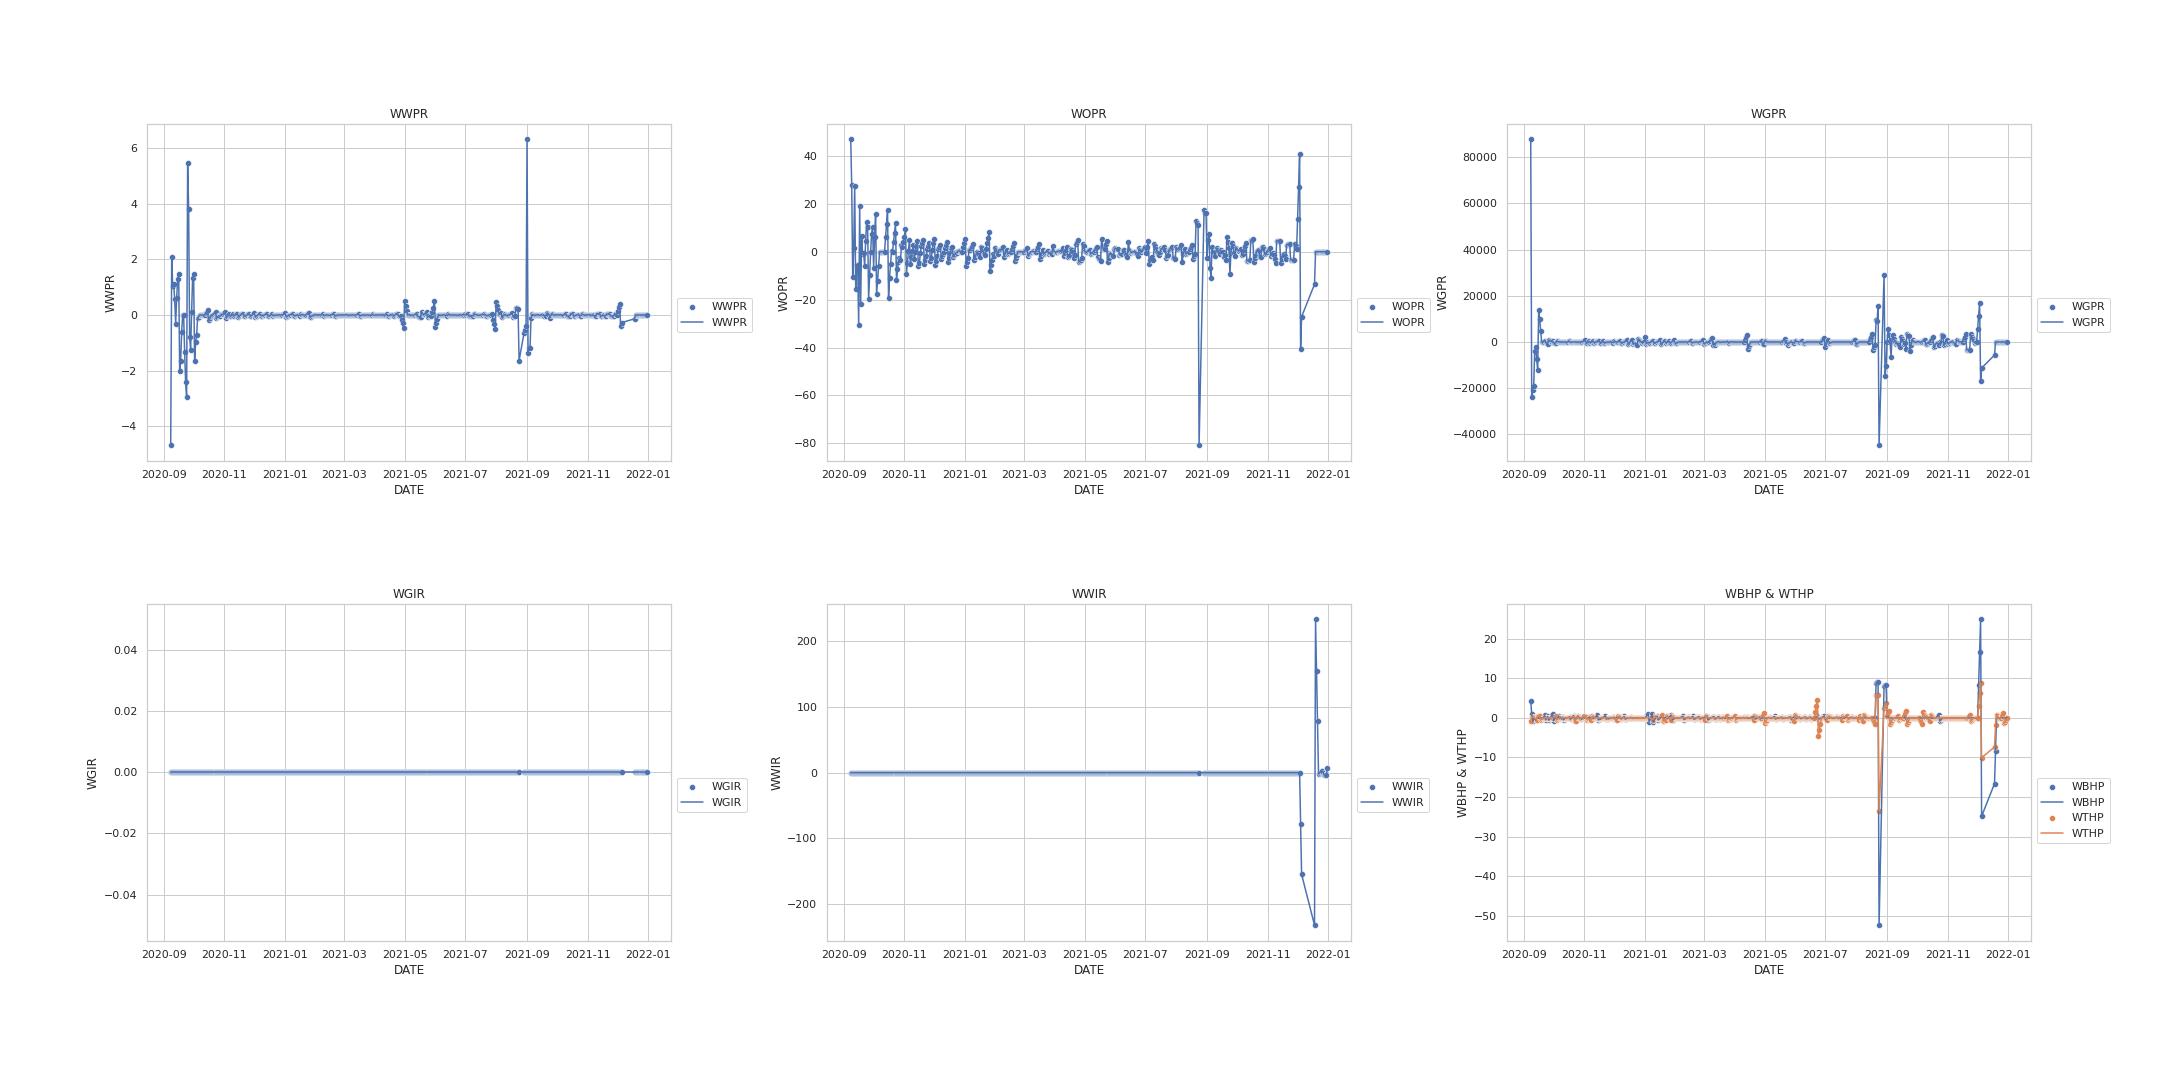 WWPR
WWPR
6
4
2
0
−2
−4
2020-09 2020-11 2021-01 2021-03 2021-05 2021-07 2021-09 2021-11 2022-01
DATE
WWPR
WWPR
WOPR
WOPR
40
20
0
−20
−40
−60
−80
2020-09 2020-11 2021-01 2021-03 2021-05 2021-07 2021-09 2021-11 2022-01
DATE
WOPR
WOPR
WGPR
WGPR
80000
60000
40000
20000
0
−20000
−40000
2020-09 2020-11 2021-01 2021-03 2021-05 2021-07 2021-09 2021-11 2022-01
DATE
WGPR
WGPR
WGIR
WGIR
0.04
0.02
0.00
−0.02
−0.04
2020-09 2020-11 2021-01 2021-03 2021-05 2021-07 2021-09 2021-11 2022-01
DATE
WGIR
WGIR
WWIR
WWIR
200
100
0
−100
−200
2020-09 2020-11 2021-01 2021-03 2021-05 2021-07 2021-09 2021-11 2022-01
DATE
WWIR
WWIR
WBHP & WTHP
WBHP & WTHP
20
10
0
−10
−20
−30
−40
−50
2020-09 2020-11 2021-01 2021-03 2021-05 2021-07 2021-09 2021-11 2022-01
DATE
WBHP
WBHP
WTHP
WTHP